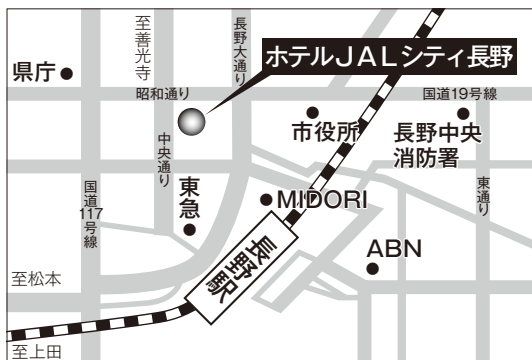 至善光寺
長野大通り
ホテルJALシティ長野
県庁
昭和通り
国道19号線
市役所
長野中央
消防署
中央通り
国道
117
号線
東急
MIDORI
東通り
長野駅
ABN
至松本
至上田